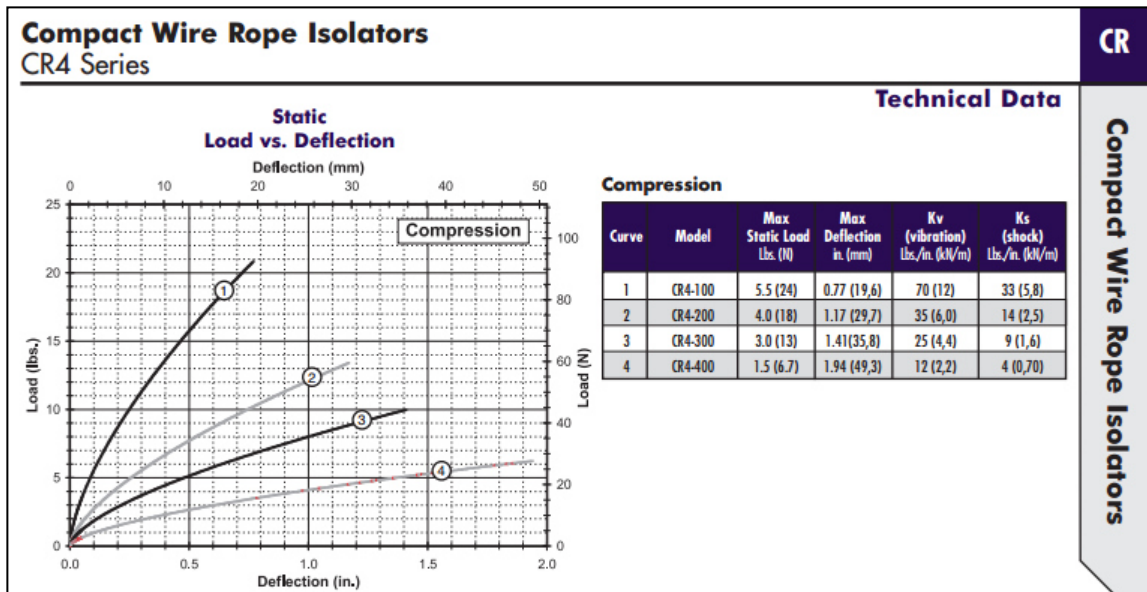 Compact Wire Rope Isolators
CR4 Series
CR
Technical Data
Compact Wire Rope Isolators
Static
Load vs. Deflection
Deflection (mm)
0 10 20 30 40 50
25
20
15
10
5
0
Load (lbs.)
Compression
1
2
3
4
100
80
60
40
20
0
Load (N)
0.0 0.5 1.0 1.5 2.0
Deflection (in.)
Compression
Curve Model Max Static Load Lbs. (N) Max Deflection in. (mm) Kv (vibration) Lbs./in. (kN/m) Ks (shock) Lbs./in. (kN/m)
1 CR4-100 5.5 (24) 0.77 (19,6) 70 (12) 33 (5,8)
2 CR4-200 4.0 (18) 1.17 (29,7) 35 (6,0) 14 (2,5)
3 CR4-300 3.0 (13) 1.41(35,8) 25 (4,4) 9 (1,6)
4 CR4-400 1.5 (6.7) 1.94 (49,3) 12 (2,2) 4 (0,70)